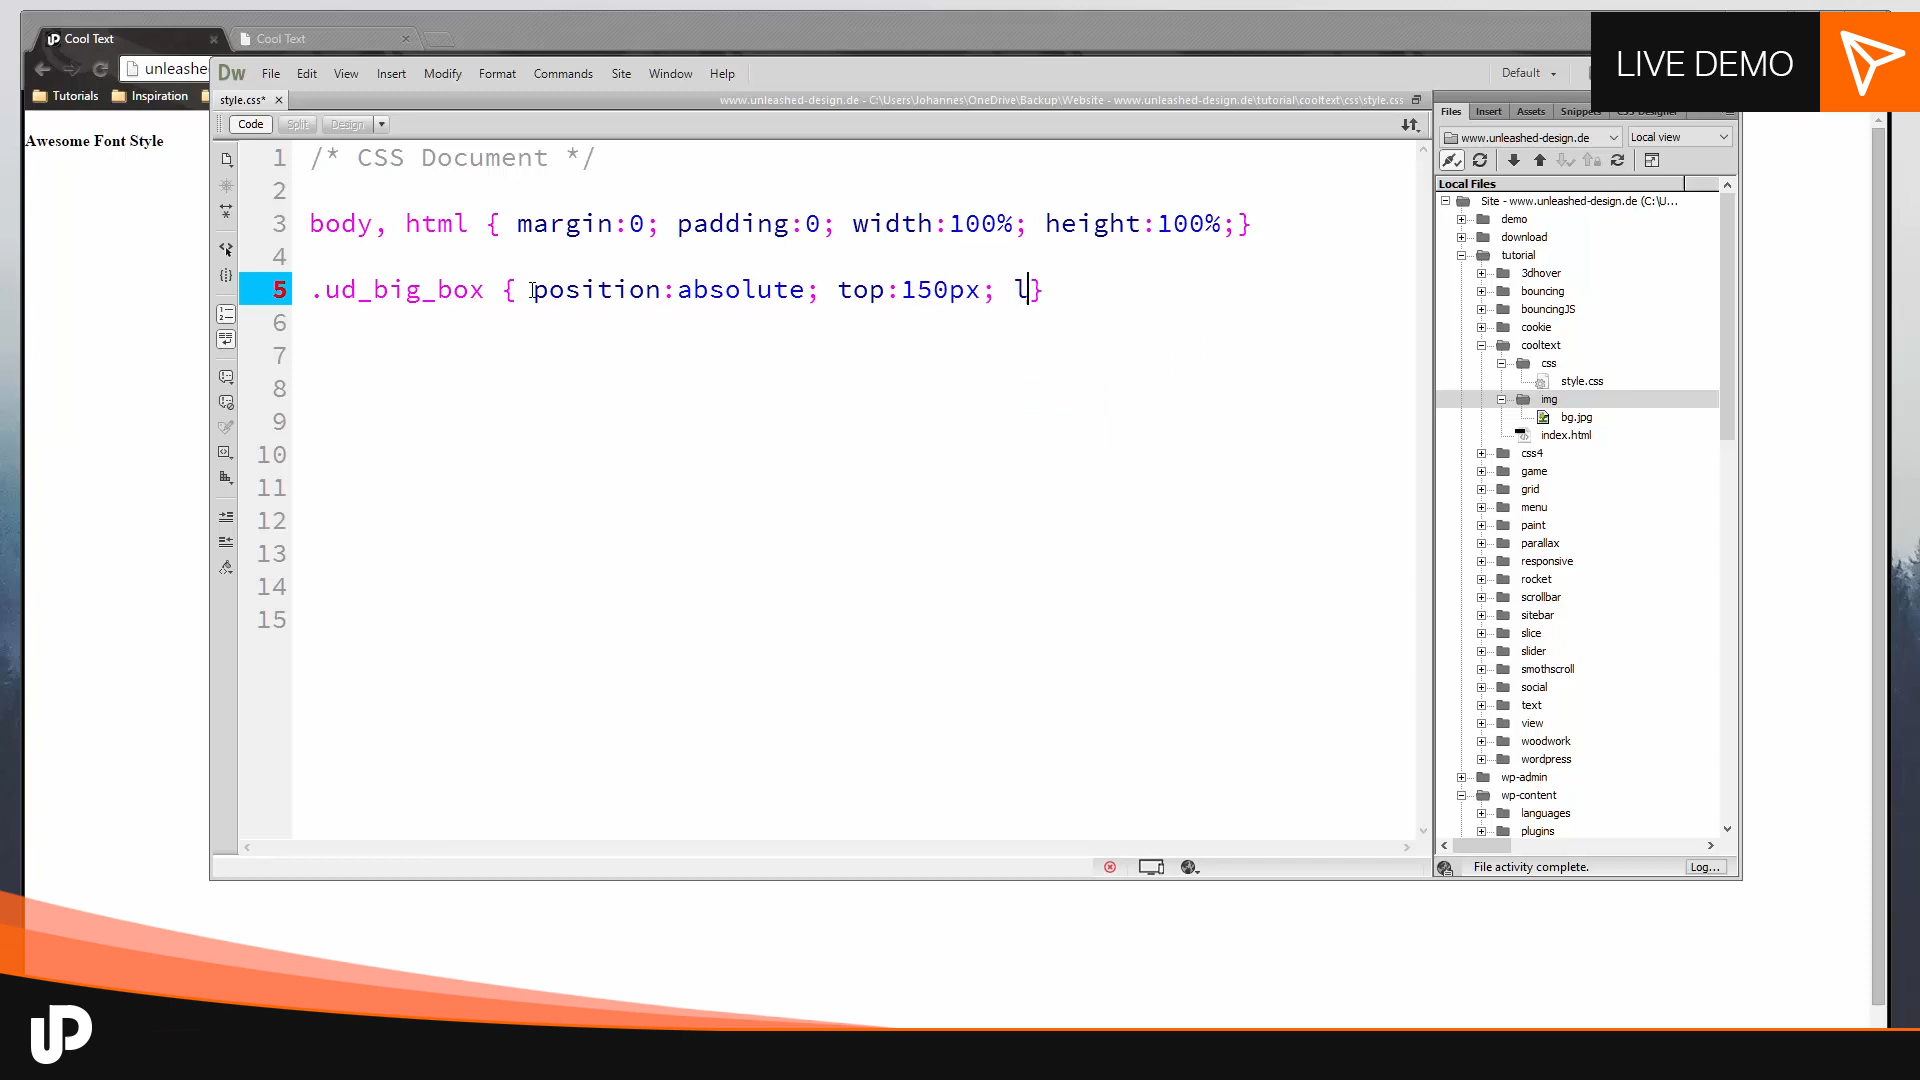 LIVE DEMO
Cool Text
Cool Text
unleashe
Tutorials
Inspiration
Awesome Font Style
Dw
File
Edit
View
Insert
Modify
Format
Commands
Site
Window
Help
Default
style.css*
www.unleashed-design.de - C:\Users\Johannes\OneDrive\Backup\Website - www.unleashed-design.de\tutorial\cooltext\css\style.css
Code
Split
Design
1 /* CSS Document */
2
3 body, html { margin:0; padding:0; width:100%; height:100%;}
4
5 .ud_big_box { position:absolute; top:150px; l}
6
7
8
9
10
11
12
13
14
15
Files
Insert
Assets
Snippets
CSS Designer
www.unleashed-design.de
Local view
Local Files
Site - www.unleashed-design.de (C:\U...
demo
download
tutorial
3dhover
bouncing
bouncingJS
cookie
cooltext
css
style.css
img
bg.jpg
index.html
css4
game
grid
menu
paint
parallax
responsive
rocket
scrollbar
sitebar
slice
slider
smothscroll
social
text
view
woodwork
wordpress
wp-admin
wp-content
languages
plugins
File activity complete.
Log...